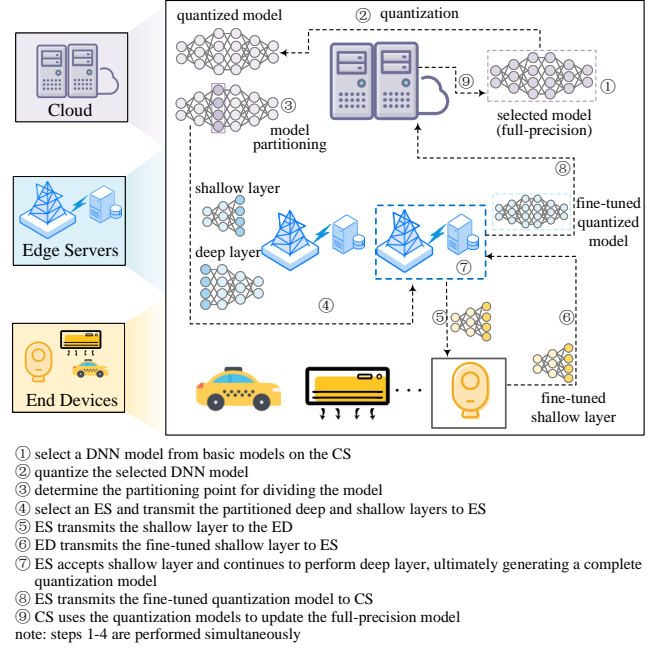 quantized model
② quantization
Cloud
③
model
partitioning
⑨
①
selected model
(full-precision)
⑧
shallow layer
fine-tuned
quantized
model
Edge Servers
deep layer
⑦
④
⑤
⑥
End Devices
...
fine-tuned
shallow layer
① select a DNN model from basic models on the CS
② quantize the selected DNN model
③ determine the partitioning point for dividing the model
④ select an ES and transmit the partitioned deep and shallow layers to ES
⑤ ES transmits the shallow layer to the ED
⑥ ED transmits the fine-tuned shallow layer to ES
⑦ ES accepts shallow layer and continues to perform deep layer, ultimately generating a complete
quantization model
⑧ ES transmits the fine-tuned quantization model to CS
⑨ CS uses the quantization models to update the full-precision model
note: steps 1-4 are performed simultaneously